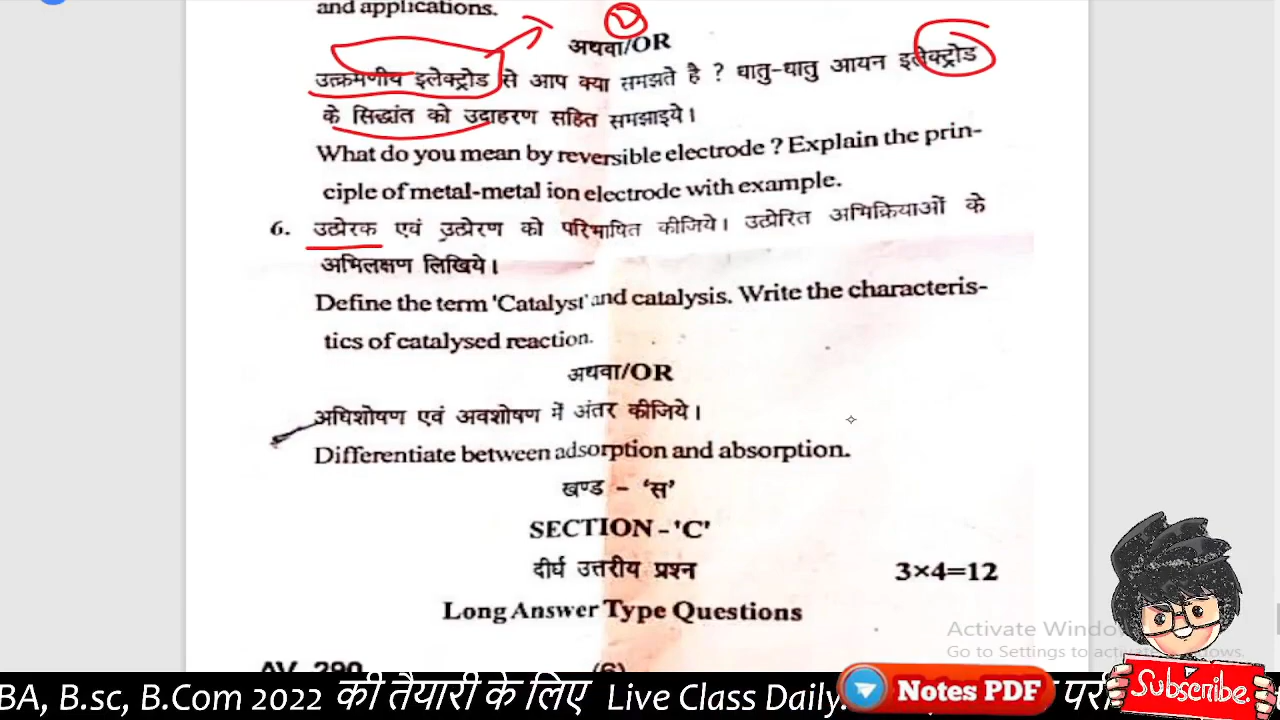 and applications.
अथवा/OR
उत्क्रमणीय इलेक्ट्रोड से आप क्या समझते है ? धातु-धातु आयन इलेक्ट्रोड
के सिद्धांत को उदाहरण सहित समझाइये।
What do you mean by reversible electrode ? Explain the prin-
ciple of metal-metal ion electrode with example.
6. उत्प्रेरक एवं उत्प्रेरण को परिभाषित कीजिये। उत्प्रेरित अभिक्रियाओं के
अभिलक्षण लिखिये।
Define the term 'Catalyst' and catalysis. Write the characteris-
tics of catalysed reaction.
अथवा/OR
अधिशोषण एवं अवशोषण में अंतर कीजिये।
Differentiate between adsorption and absorption.
खण्ड - 'स'
SECTION - 'C'
दीर्घ उत्तरीय प्रश्न 3×4=12
Long Answer Type Questions
Activate Windo
Go to Settings to activate Windows.
AV-290 (6)
BA, B.sc, B.Com 2022 की तैयारी के लिए Live Class Daily. Notes PDF परी
Subscribe